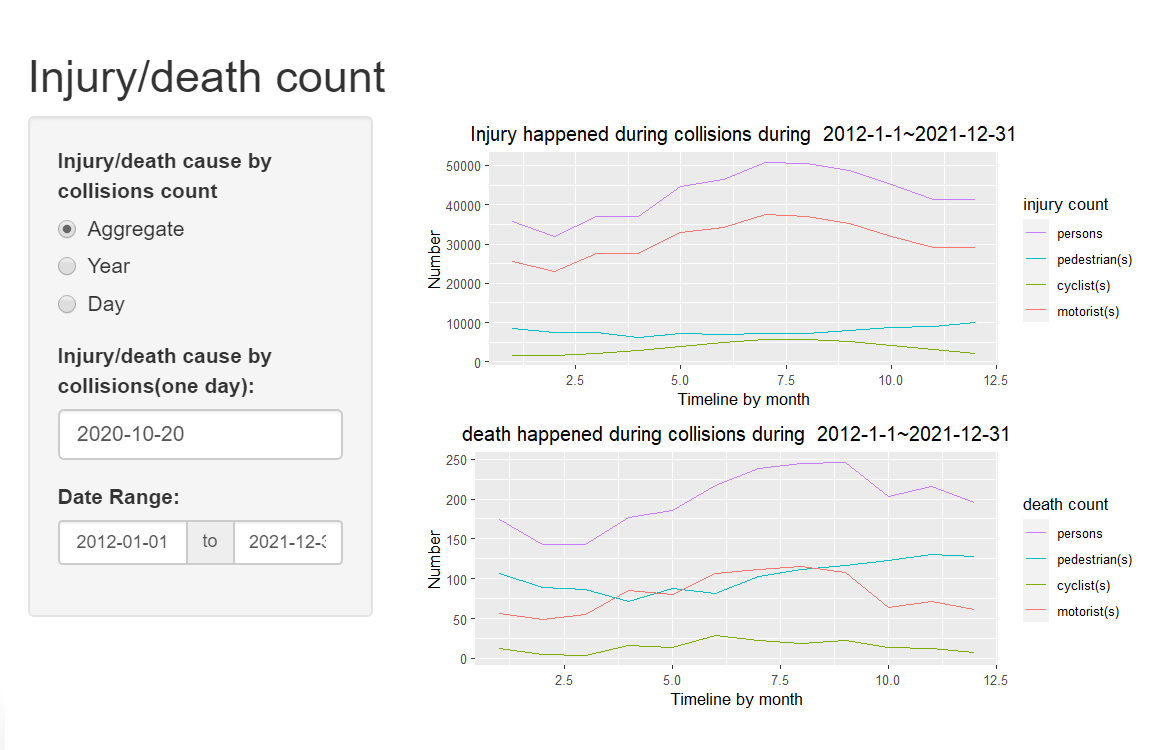 Injury/death count
Injury/death cause by
collisions count
Aggregate
Year
Day
Injury/death cause by
collisions(one day):
2020-10-20
Date Range:
2012-01-01 to 2021-12-3
Injury happened during collisions during 2012-1-1~2021-12-31
Number
50000
40000
30000
20000
10000
0
2.5 5.0 7.5 10.0 12.5
Timeline by month
injury count
persons
pedestrian(s)
cyclist(s)
motorist(s)
death happened during collisions during 2012-1-1~2021-12-31
Number
250
200
150
100
50
0
2.5 5.0 7.5 10.0 12.5
Timeline by month
death count
persons
pedestrian(s)
cyclist(s)
motorist(s)